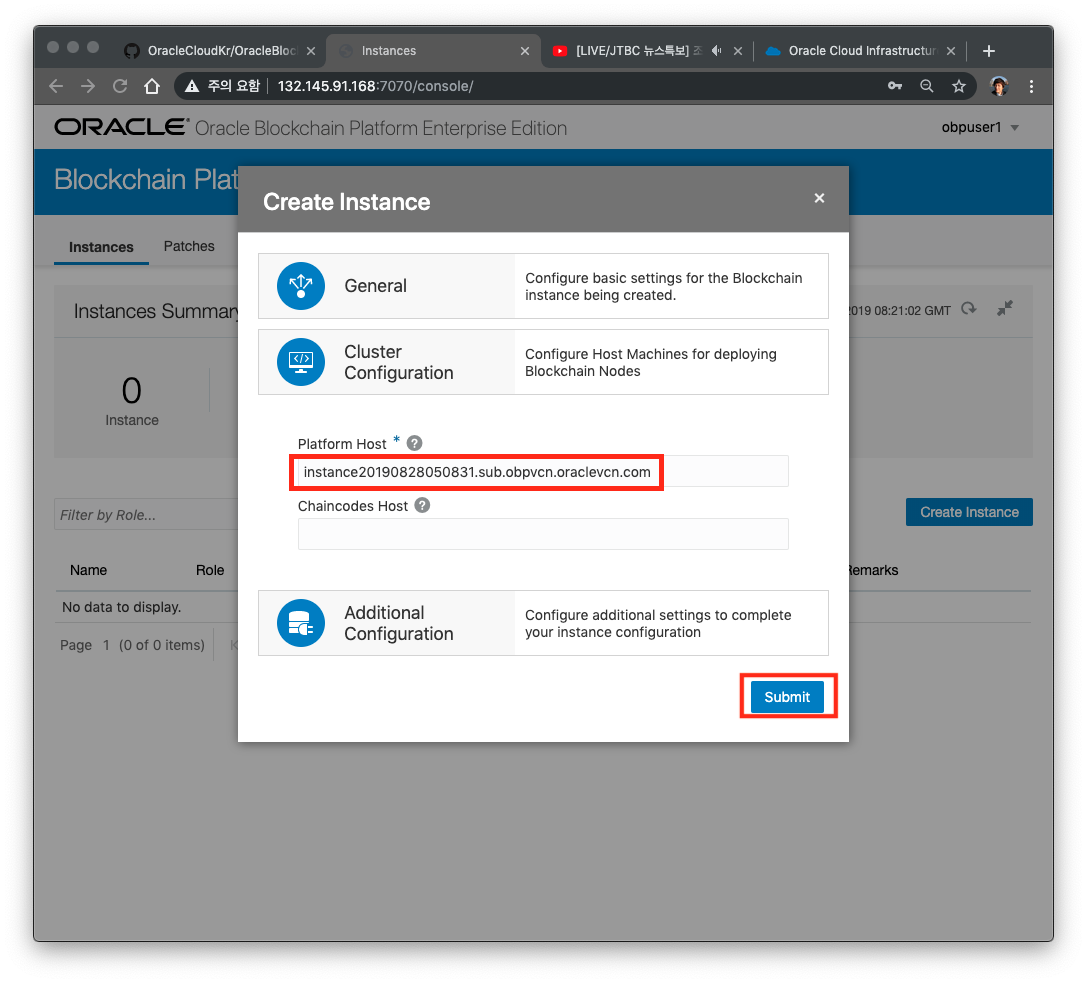 OracleCloudKr/OracleBloc
Instances
[LIVE/JTBC 뉴스특보] 조
Oracle Cloud Infrastructur
주의 요함
132.145.91.168:7070/console/
ORACLE® Oracle Blockchain Platform Enterprise Edition
obpuser1
Blockchain Plat
Create Instance
Instances
Patches
General
Configure basic settings for the Blockchain
instance being created.
Instances Summary
2019 08:21:02 GMT
Cluster
Configuration
Configure Host Machines for deploying
Blockchain Nodes
0
Instance
Platform Host *
instance20190828050831.sub.obpvcn.oraclevcn.com
Chaincodes Host
Filter by Role...
Create Instance
Name
Role
Remarks
No data to display.
Additional
Configuration
Configure additional settings to complete
your instance configuration
Page 1 (0 of 0 items)
Submit